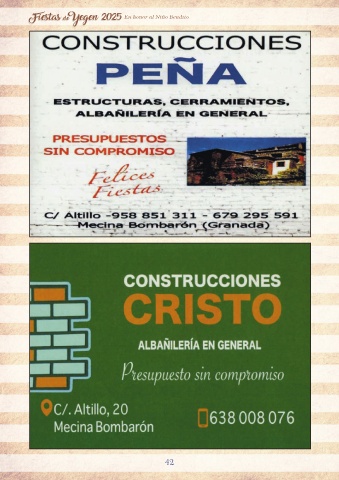 Fiestas de Yegen 2025 En honor al Niño Bendito
CONSTRUCCIONES
PEÑA
ESTRUCTURAS, CERRAMIENTOS,
ALBAÑILERÍA EN GENERAL
PRESUPUESTOS
SIN COMPROMISO
Felices
Fiestas
C/ Altillo -958 851 311 - 679 295 591
Mecina Bombarón (Granada)
CONSTRUCCIONES
CRISTO
ALBAÑILERÍA EN GENERAL
Presupuesto sin compromiso
C/. Altillo, 20
Mecina Bombarón
638 008 076
42